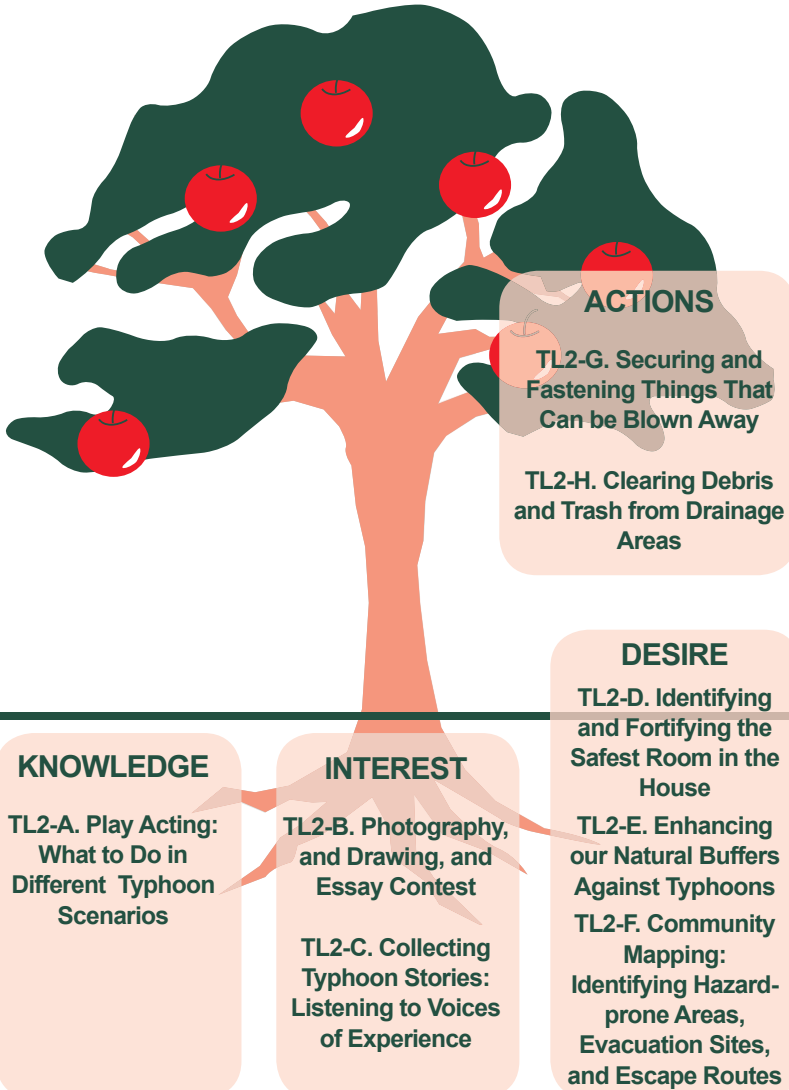 ACTIONS
TL2-G. Securing and
Fastening Things That
Can be Blown Away
TL2-H. Clearing Debris
and Trash from Drainage
Areas
DESIRE
TL2-D. Identifying
and Fortifying the
Safest Room in the
House
TL2-E. Enhancing
our Natural Buffers
Against Typhoons
TL2-F. Community
Mapping:
Identifying Hazard-
prone Areas,
Evacuation Sites,
and Escape Routes
KNOWLEDGE
TL2-A. Play Acting:
What to Do in
Different Typhoon
Scenarios
INTEREST
TL2-B. Photography,
and Drawing, and
Essay Contest
TL2-C. Collecting
Typhoon Stories:
Listening to Voices
of Experience